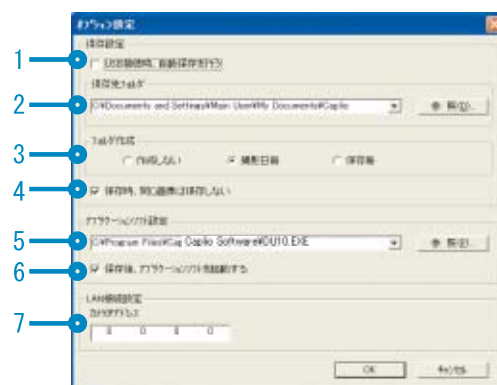 オプション設定
保存設定
1
USB接続時、自動保存を行う
保存先フォルダ
2
C:¥Documents and Settings¥Main User¥My Documents¥Caplio
参 照(D)...
フォルダ作成
3
作成しない 撮影日毎 保存毎
4
保存時、同じ画像は保存しない
アプリケーションソフト設定
5
C:¥Program Files¥Cap Caplio Software¥DU10.EXE
参 照(E)...
6
保存後、アプリケーションソフトを起動する
LAN接続設定
7
カメラIPアドレス
0 0 0 0
OK キャンセル